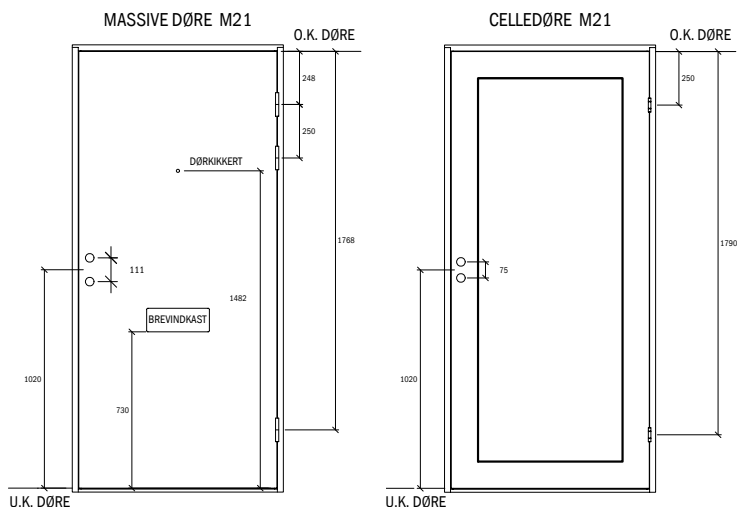 MASSIVE DØRE M21
O.K. DØRE
248
250
DØRKIKKERT
1768
111
1482
BREVINDKAST
1020
730
U.K. DØRE
CELLEDØRE M21
O.K. DØRE
250
1790
75
1020
U.K. DØRE